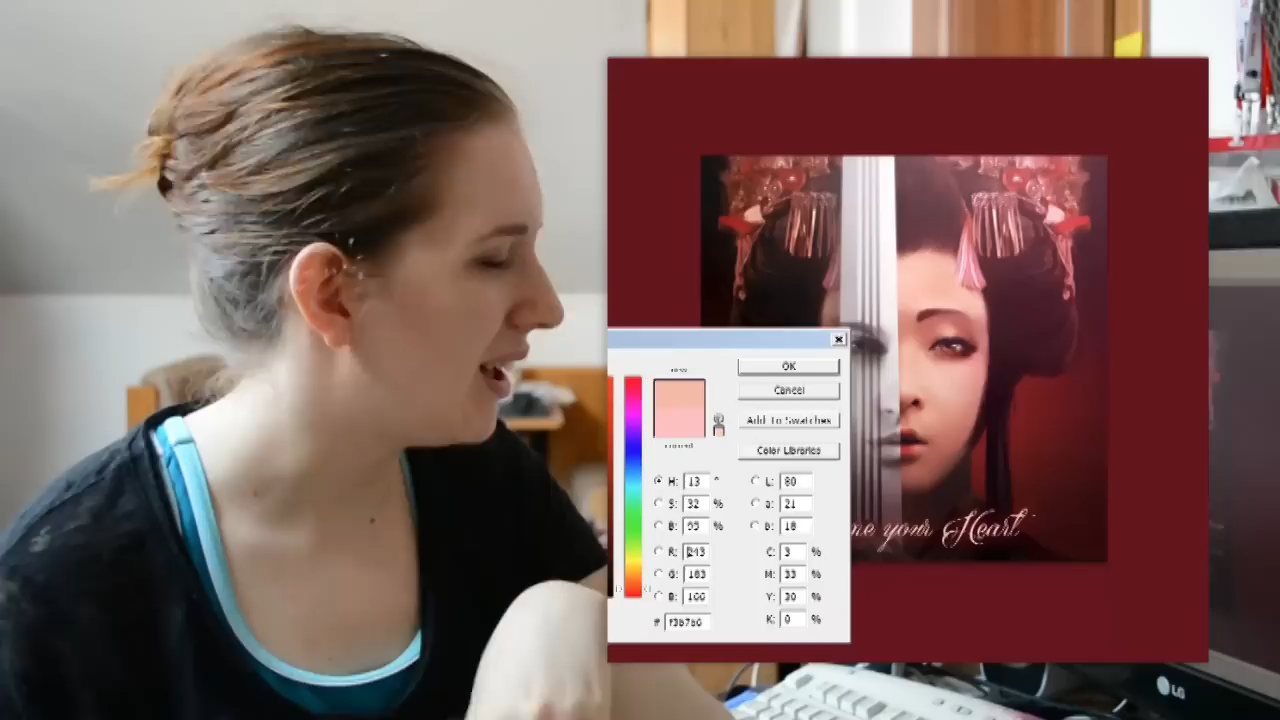 OK
Cancel
Add To Swatches
Color Libraries
H: 13 °
S: 32 %
B: 95 %
R: 243
G: 183
B: 166
# f3b7a6
L: 80
a: 21
b: 18
C: 3 %
M: 33 %
Y: 30 %
K: 0 %
me your Heart
LG